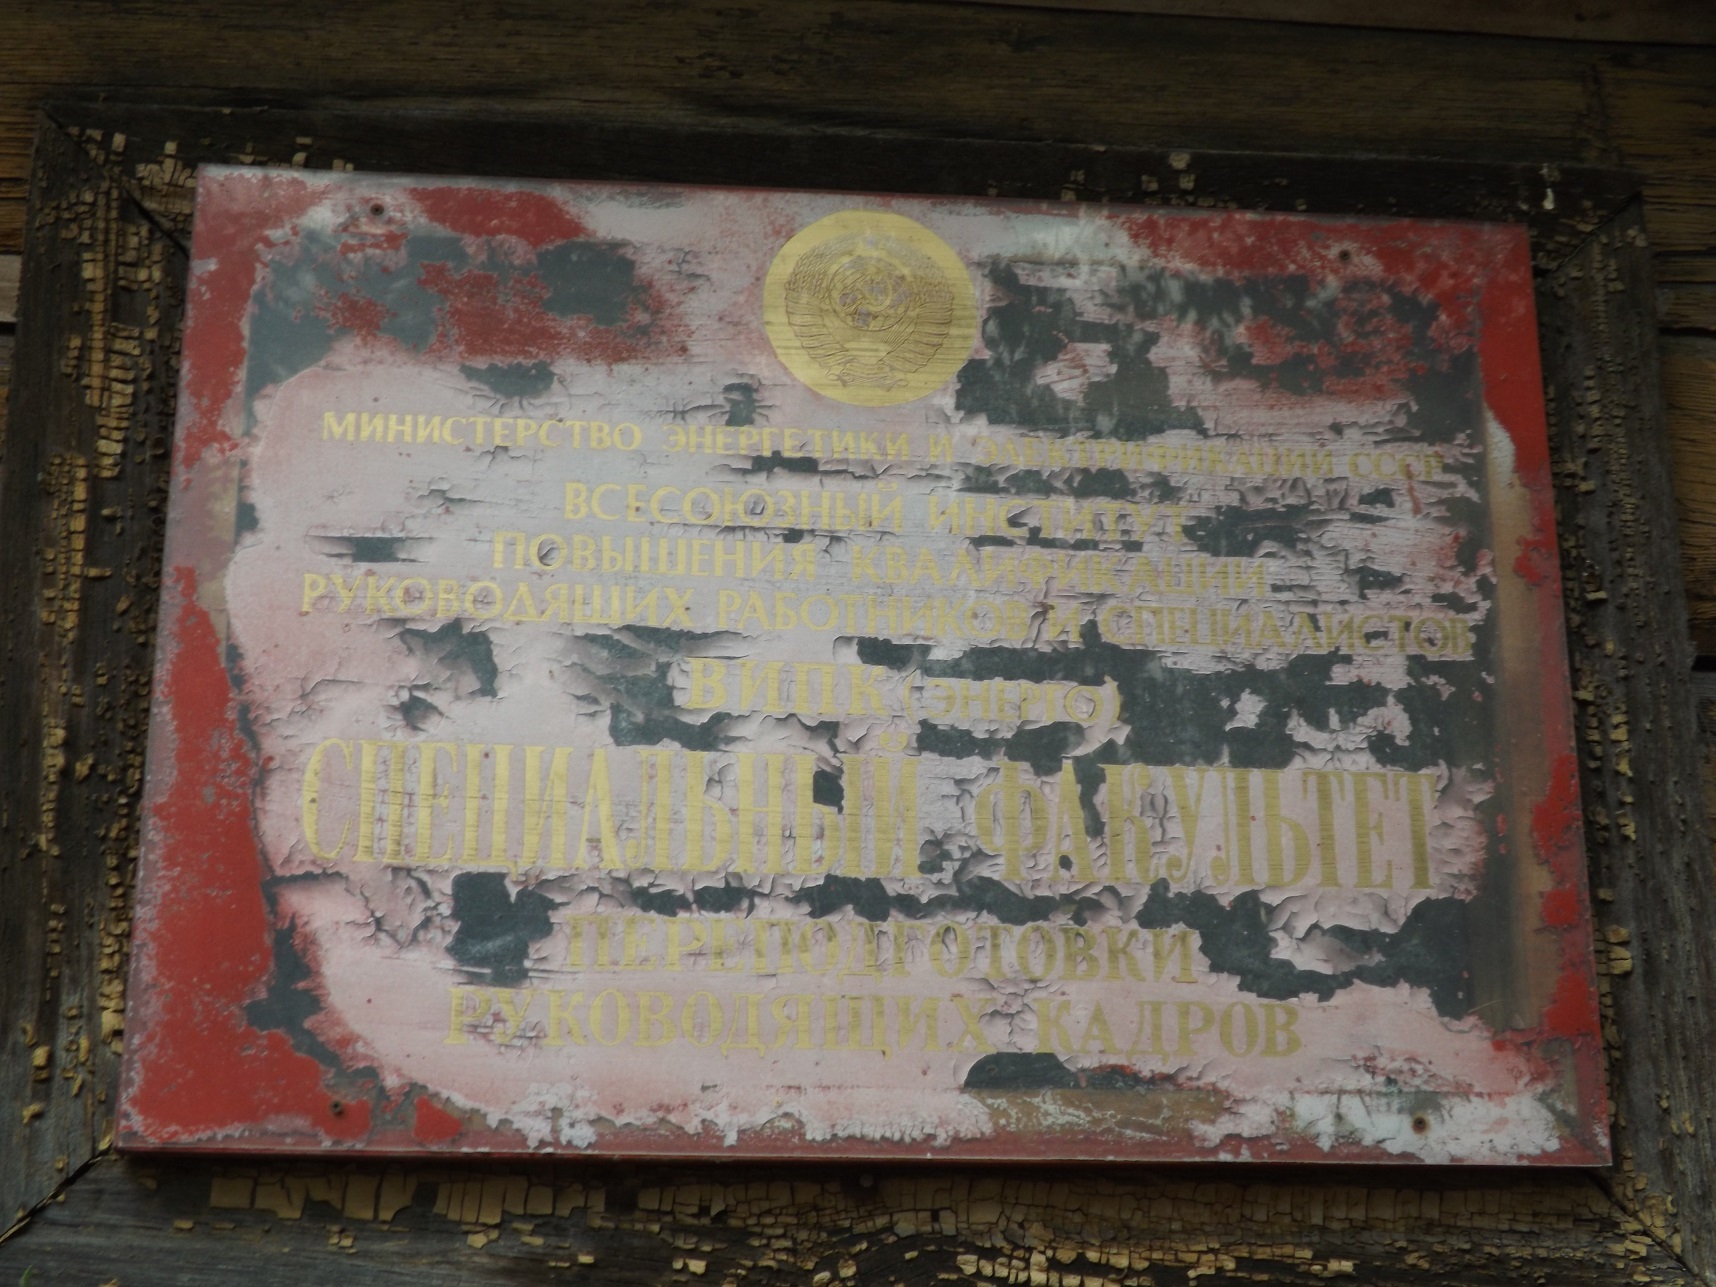 МИНИСТЕРСТВО ЭНЕРГЕТИКИ И ЭЛЕКТРИФИКАЦИИ СССР
ВСЕСОЮЗНЫЙ ИНСТИТУТ
ПОВЫШЕНИЯ КВАЛИФИКАЦИИ
РУКОВОДЯЩИХ РАБОТНИКОВ И СПЕЦИАЛИСТОВ
ВИПК (ЭНЕРГО)
СПЕЦИАЛЬНЫЙ ФАКУЛЬТЕТ
ПЕРЕПОДГОТОВКИ
РУКОВОДЯЩИХ КАДРОВ